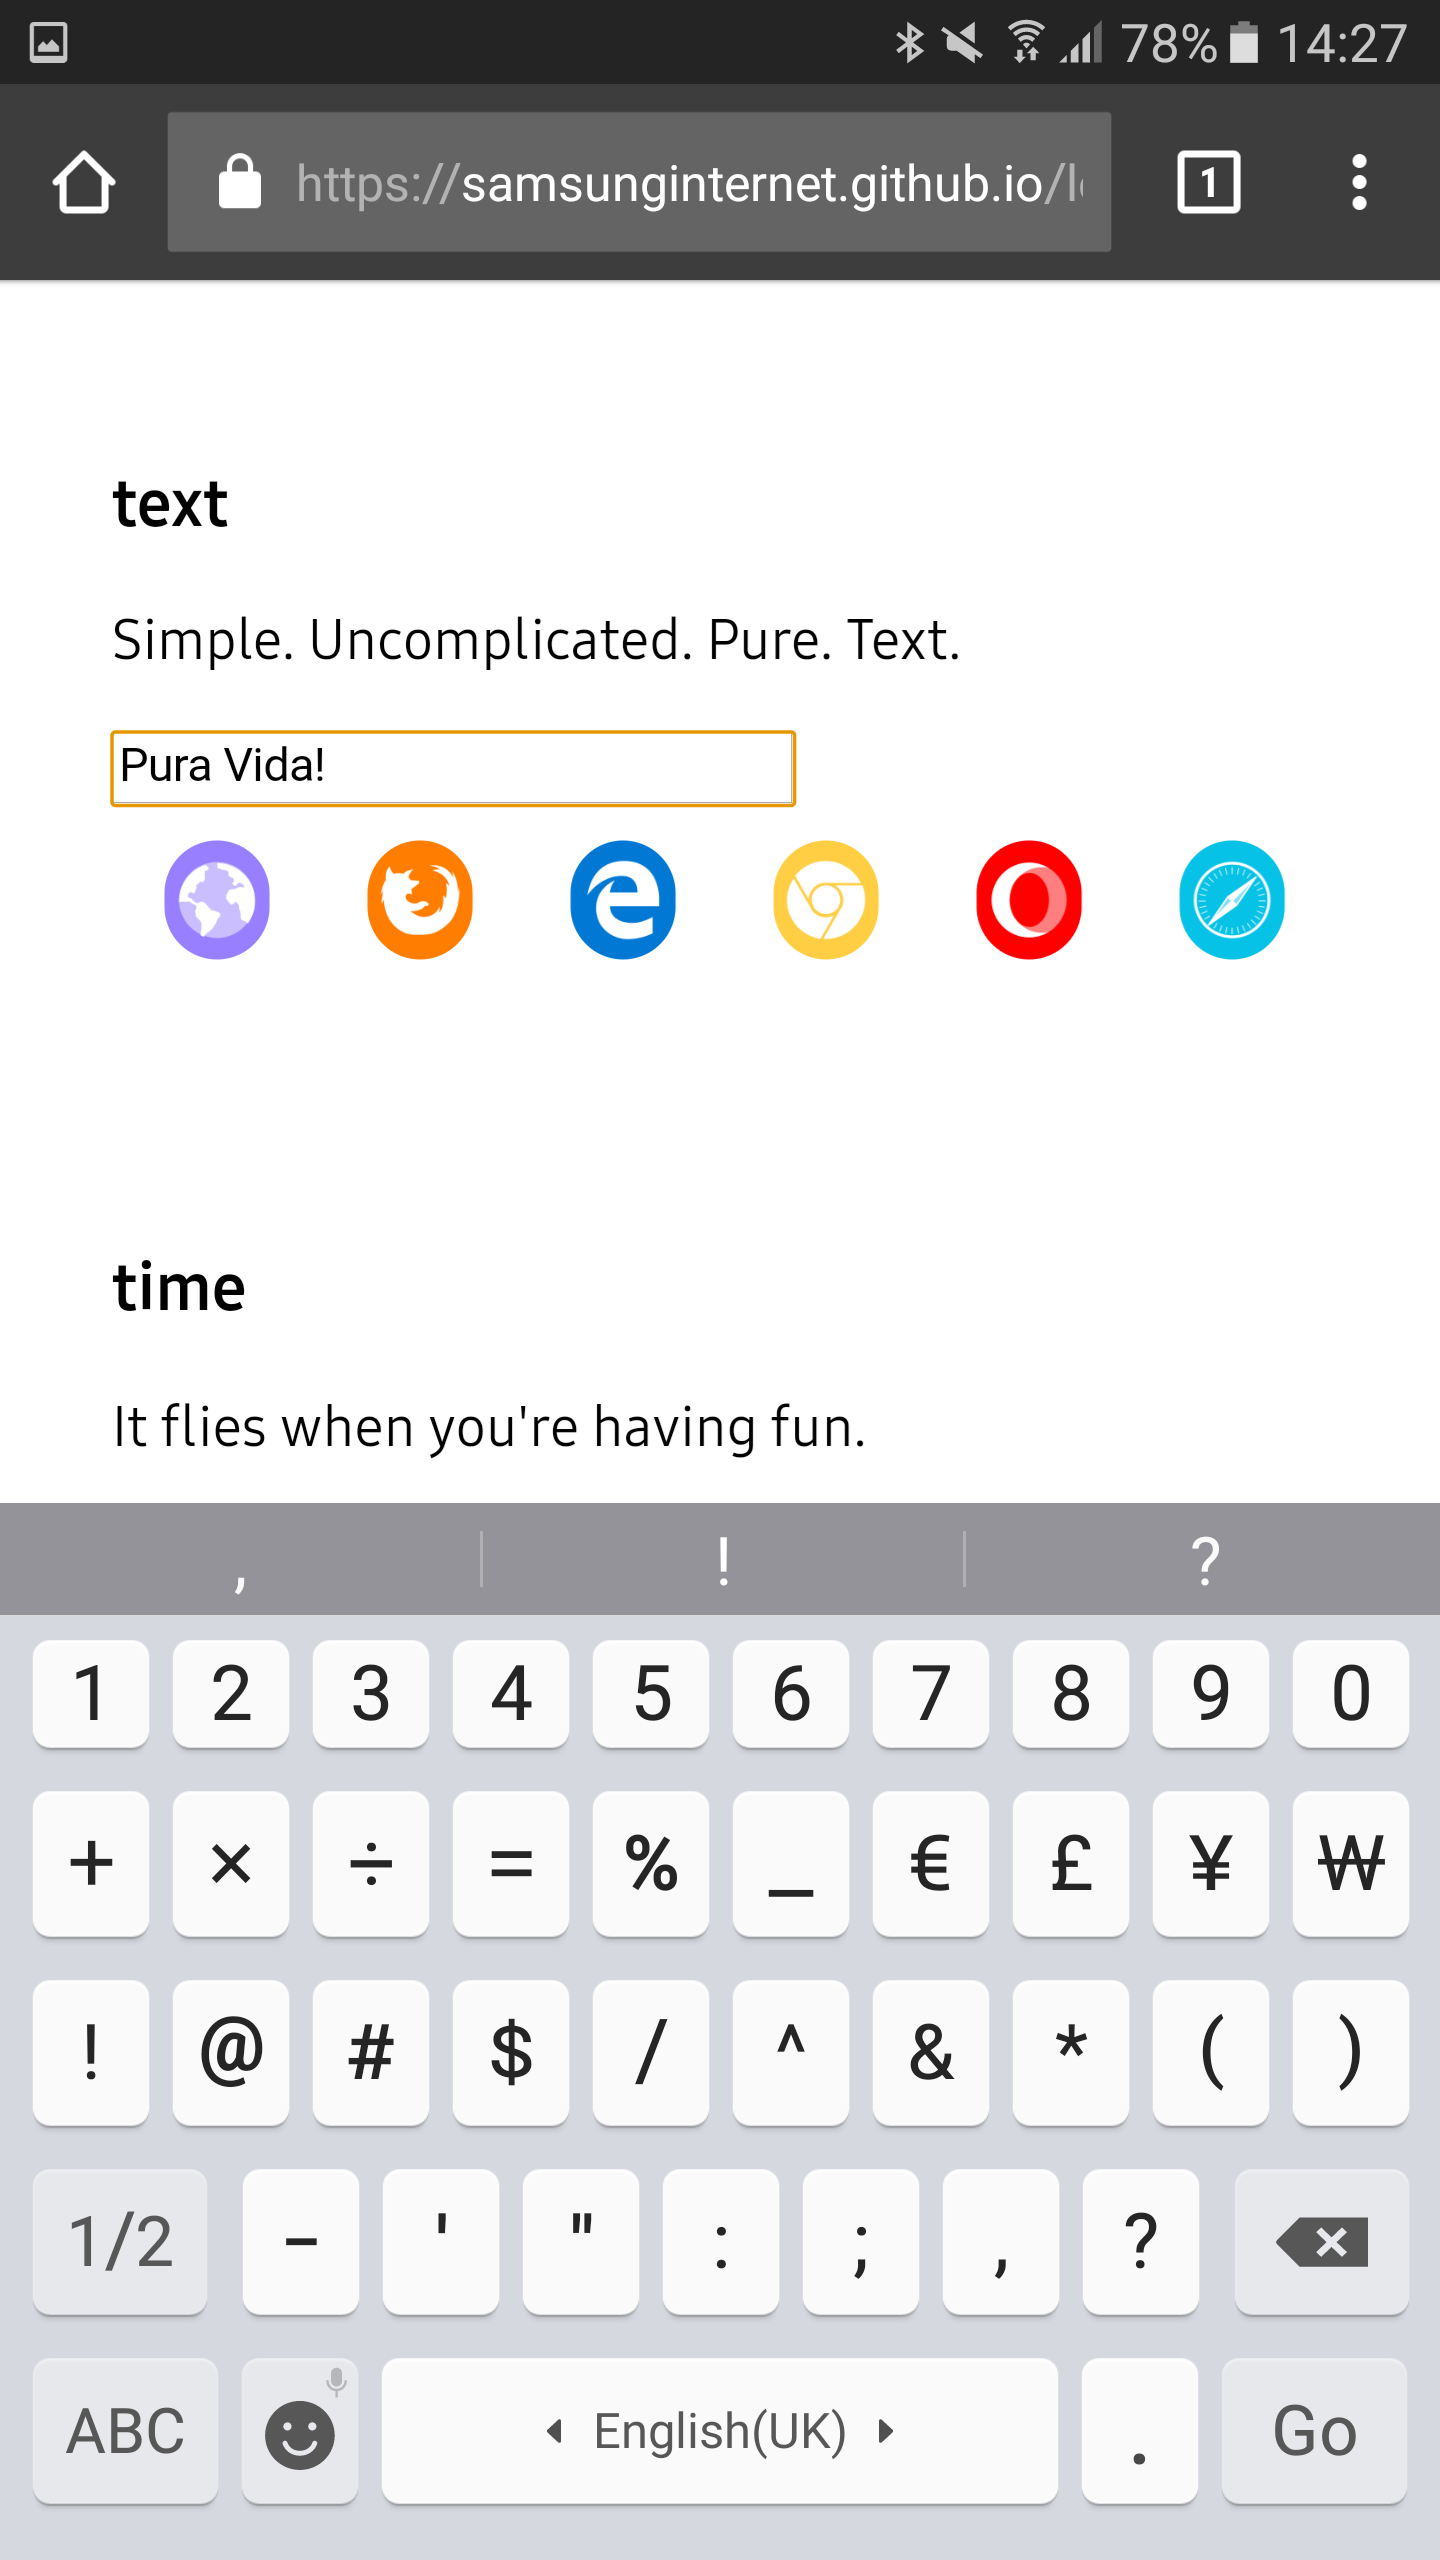 78% 14:27
https://samsunginternet.github.io/l
1
text
Simple. Uncomplicated. Pure. Text.
Pura Vida!
time
It flies when you're having fun.
, ! ?
1 2 3 4 5 6 7 8 9 0
+ × ÷ = % _ € £ ¥ ₩
! @ # $ / ^ & * ( )
1/2 - ' " : ; , ?
ABC English(UK) . Go